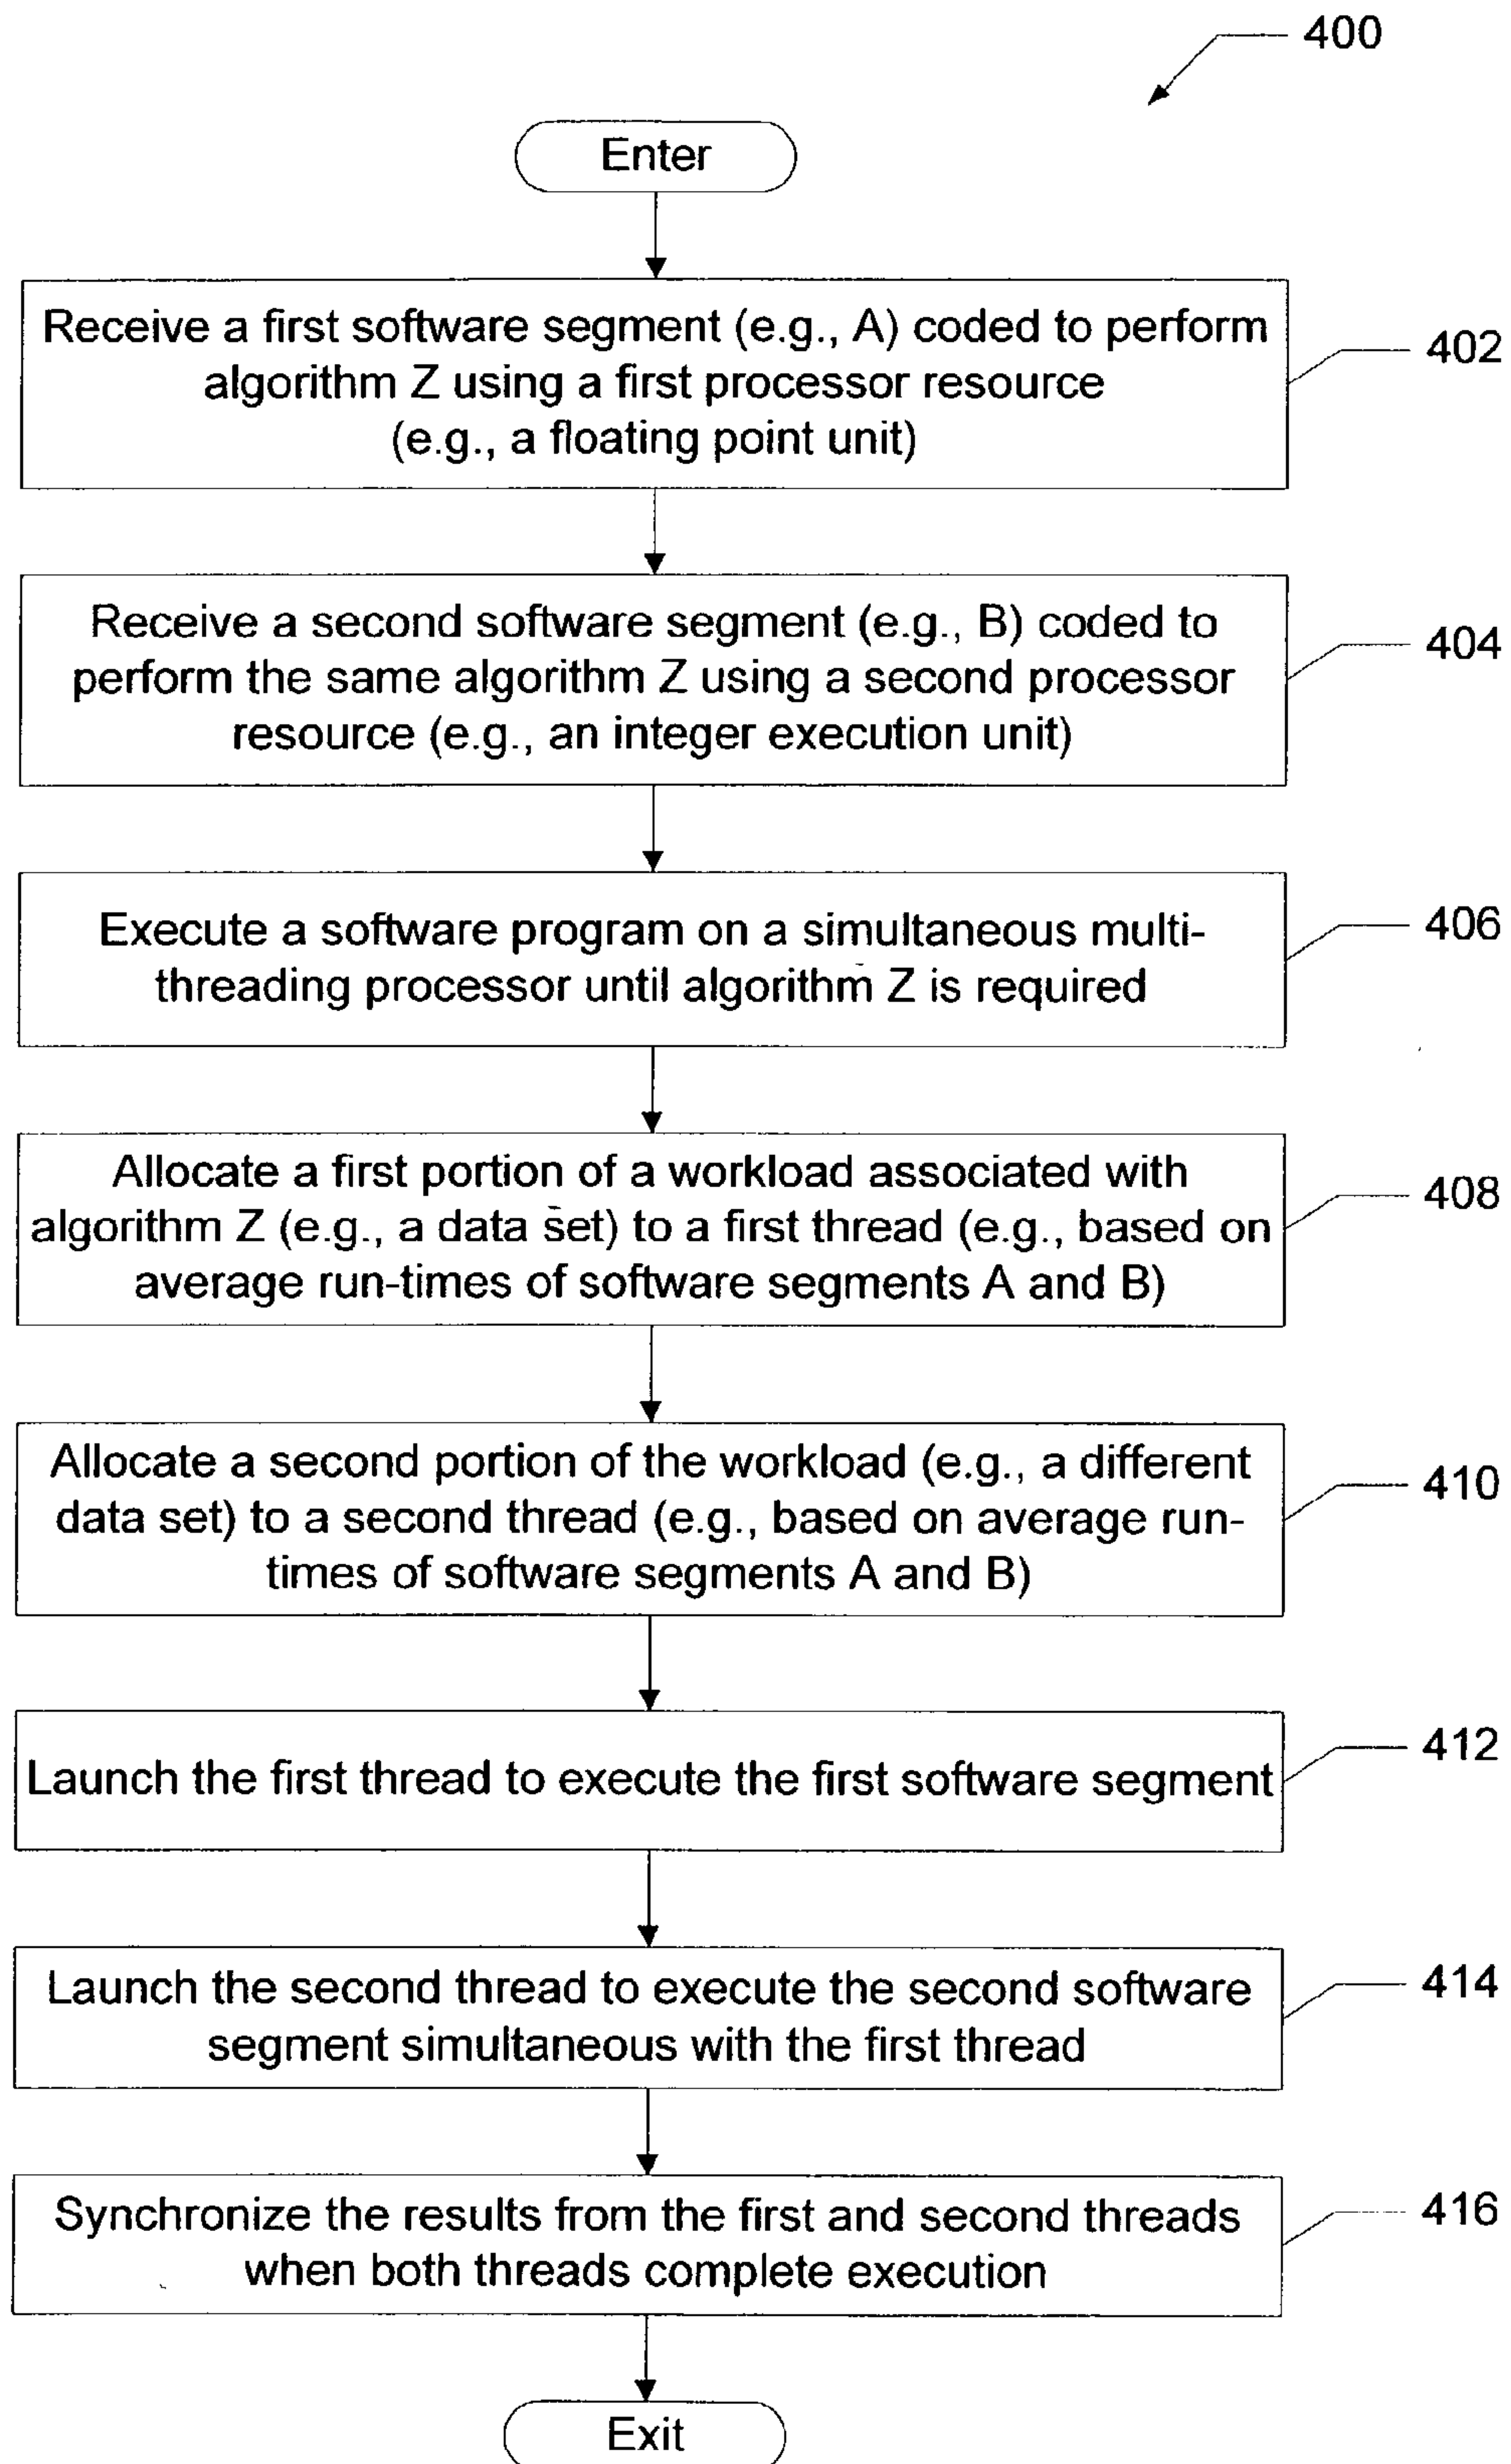 400
Enter
Receive a first software segment (e.g., A) coded to perform
algorithm Z using a first processor resource
(e.g., a floating point unit)
402
Receive a second software segment (e.g., B) coded to
perform the same algorithm Z using a second processor
resource (e.g., an integer execution unit)
404
Execute a software program on a simultaneous multi-
threading processor until algorithm Z is required
406
Allocate a first portion of a workload associated with
algorithm Z (e.g., a data set) to a first thread (e.g., based on
average run-times of software segments A and B)
408
Allocate a second portion of the workload (e.g., a different
data set) to a second thread (e.g., based on average run-
times of software segments A and B)
410
Launch the first thread to execute the first software segment
412
Launch the second thread to execute the second software
segment simultaneous with the first thread
414
Synchronize the results from the first and second threads
when both threads complete execution
416
Exit